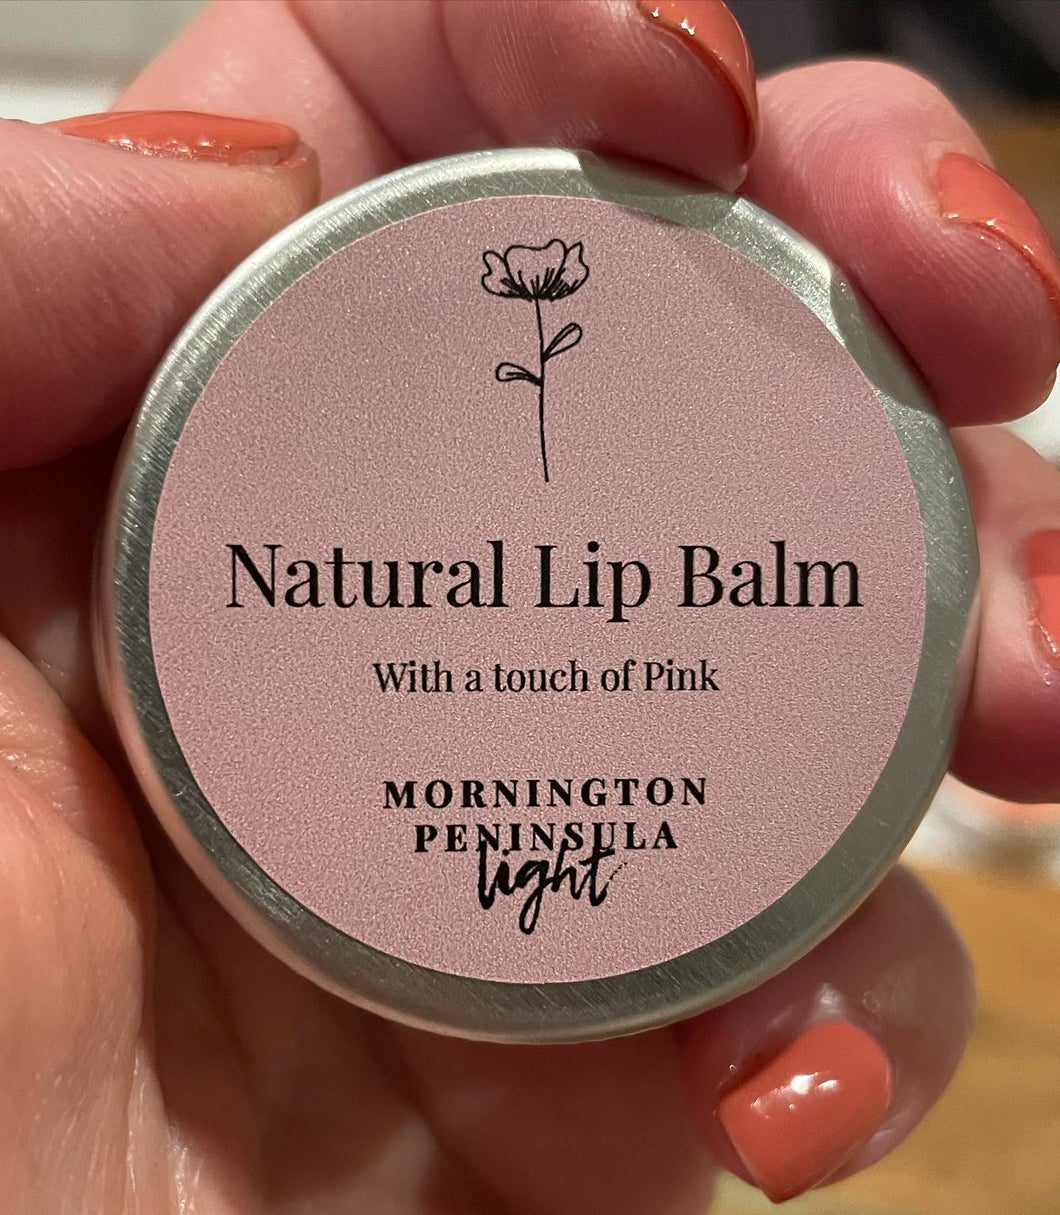 Natural Lip Balm
With a touch of Pink
MORNINGTON
PENINSULA
light